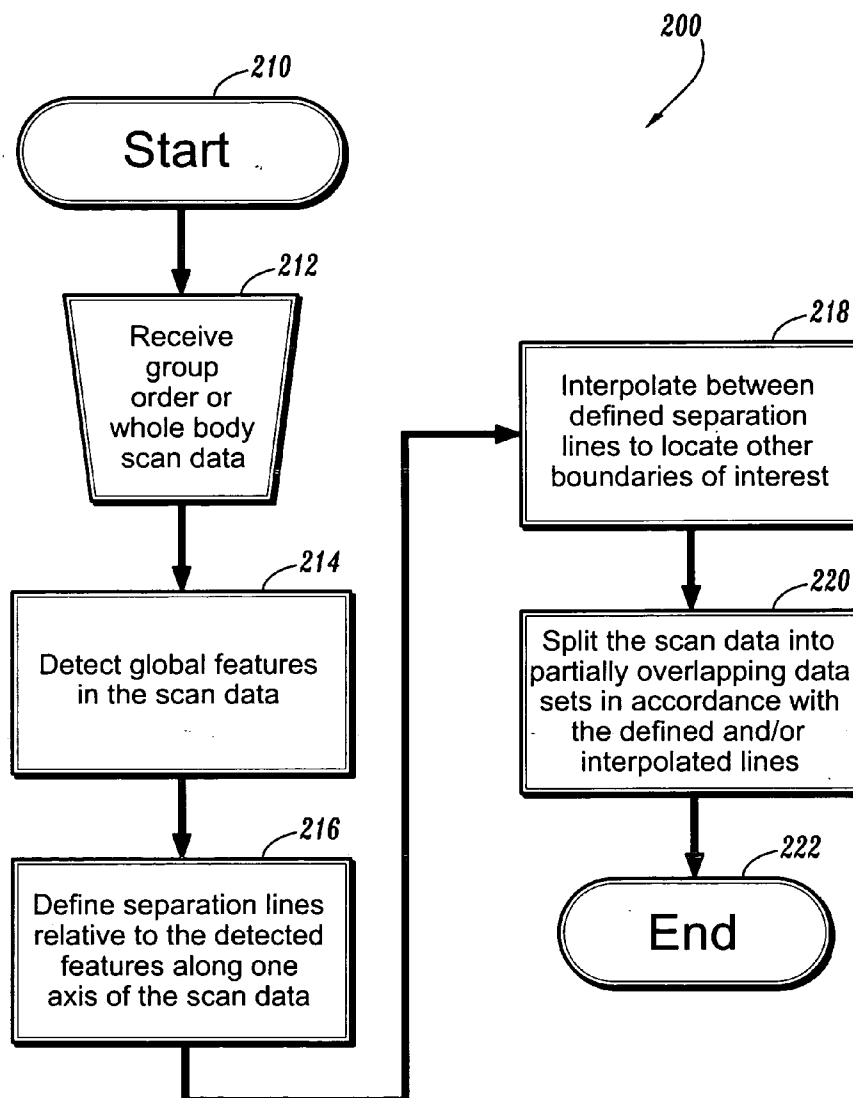 200
210
Start
212
Receive
group
order or
whole body
scan data
214
Detect global features
in the scan data
216
Define separation lines
relative to the detected
features along one
axis of the scan data
218
Interpolate between
defined separation
lines to locate other
boundaries of interest
220
Split the scan data into
partially overlapping data
sets in accordance with
the defined and/or
interpolated lines
222
End